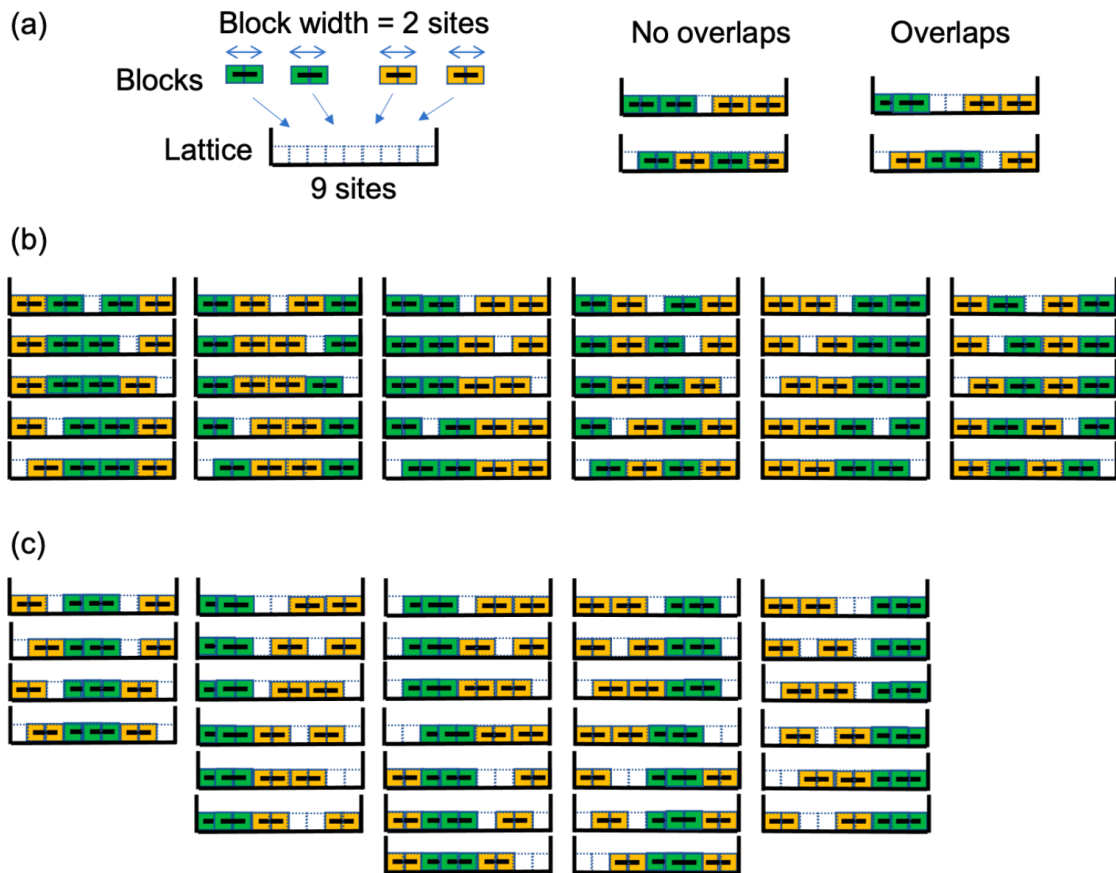 (a)
Block width = 2 sites
Blocks
Lattice
9 sites
No overlaps
Overlaps
(b)
(c)